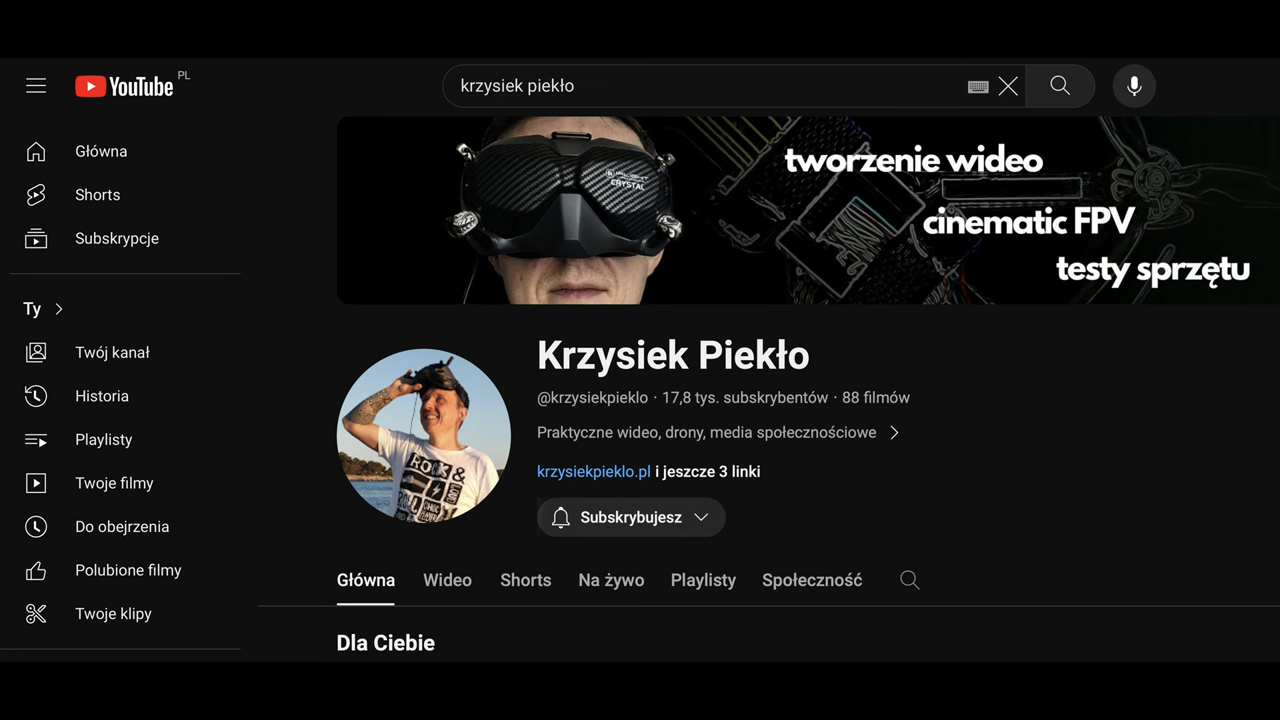 YouTube PL
krzysiek piekło
Główna
Shorts
Subskrypcje
Ty
Twój kanał
Historia
Playlisty
Twoje filmy
Do obejrzenia
Polubione filmy
Twoje klipy
CRYSTAL
tworzenie wideo
cinematic FPV
testy sprzętu
ROCK &
Krzysiek Piekło
@krzysiekpieklo · 17,8 tys. subskrybentów · 88 filmów
Praktyczne wideo, drony, media społecznościowe
krzysiekpieklo.pl i jeszcze 3 linki
Subskrybujesz
Główna Wideo Shorts Na żywo Playlisty Społeczność
Dla Ciebie